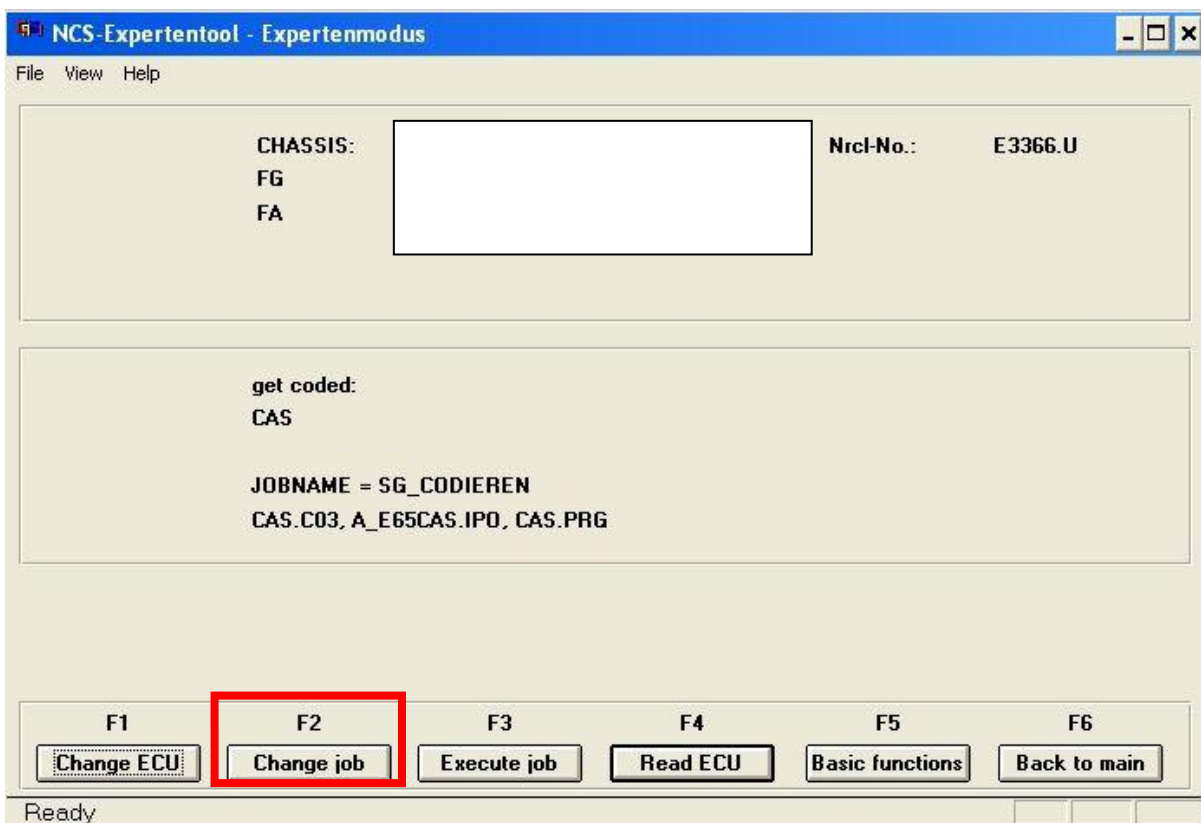 NCS-Expertentool - Expertenmodus
File View Help
CHASSIS: Nrcl-No.: E3366.U
FG
FA
get coded:
CAS
JOBNAME = SG_CODIEREN
CAS.C03, A_E65CAS.IPO, CAS.PRG
F1 F2 F3 F4 F5 F6
Change ECU Change job Execute job Read ECU Basic functions Back to main
Ready